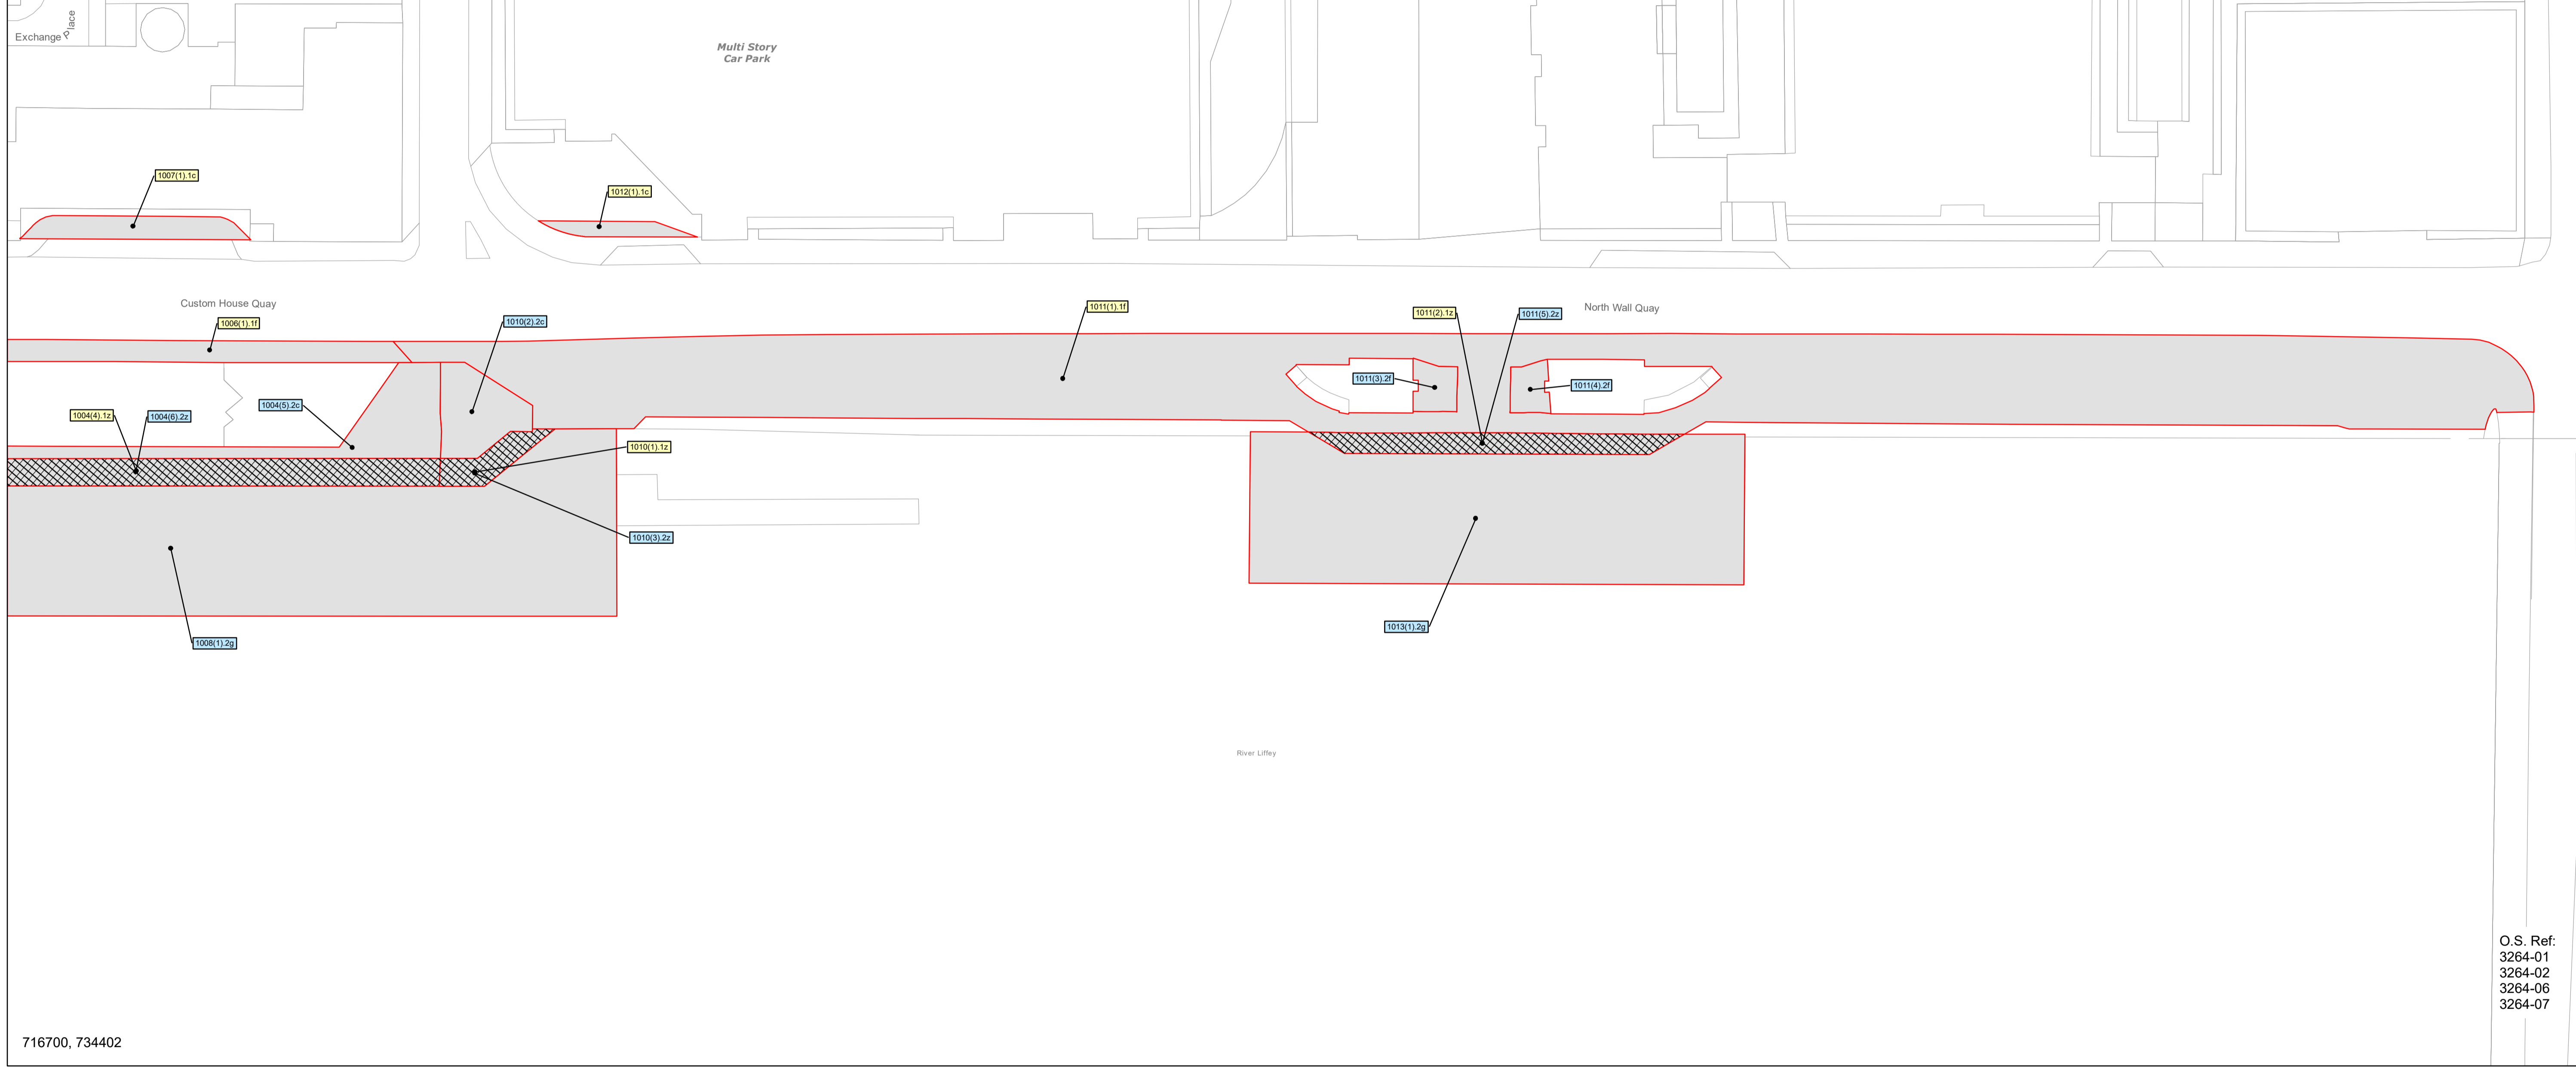 Exchange Place
Multi Story
Car Park
1007(1).1c
1012(1).1c
Custom House Quay
North Wall Quay
1006(1).1f
1010(2).2c
1011(1).1f
1011(2).1z
1011(5).2z
1011(3).2f
1011(4).2f
1004(4).1z
1004(6).2z
1004(5).2c
1010(1).1z
1010(3).2z
1008(1).2g
1013(1).2g
River Liffey
O.S. Ref:
3264-01
3264-02
3264-06
3264-07
716700, 734402